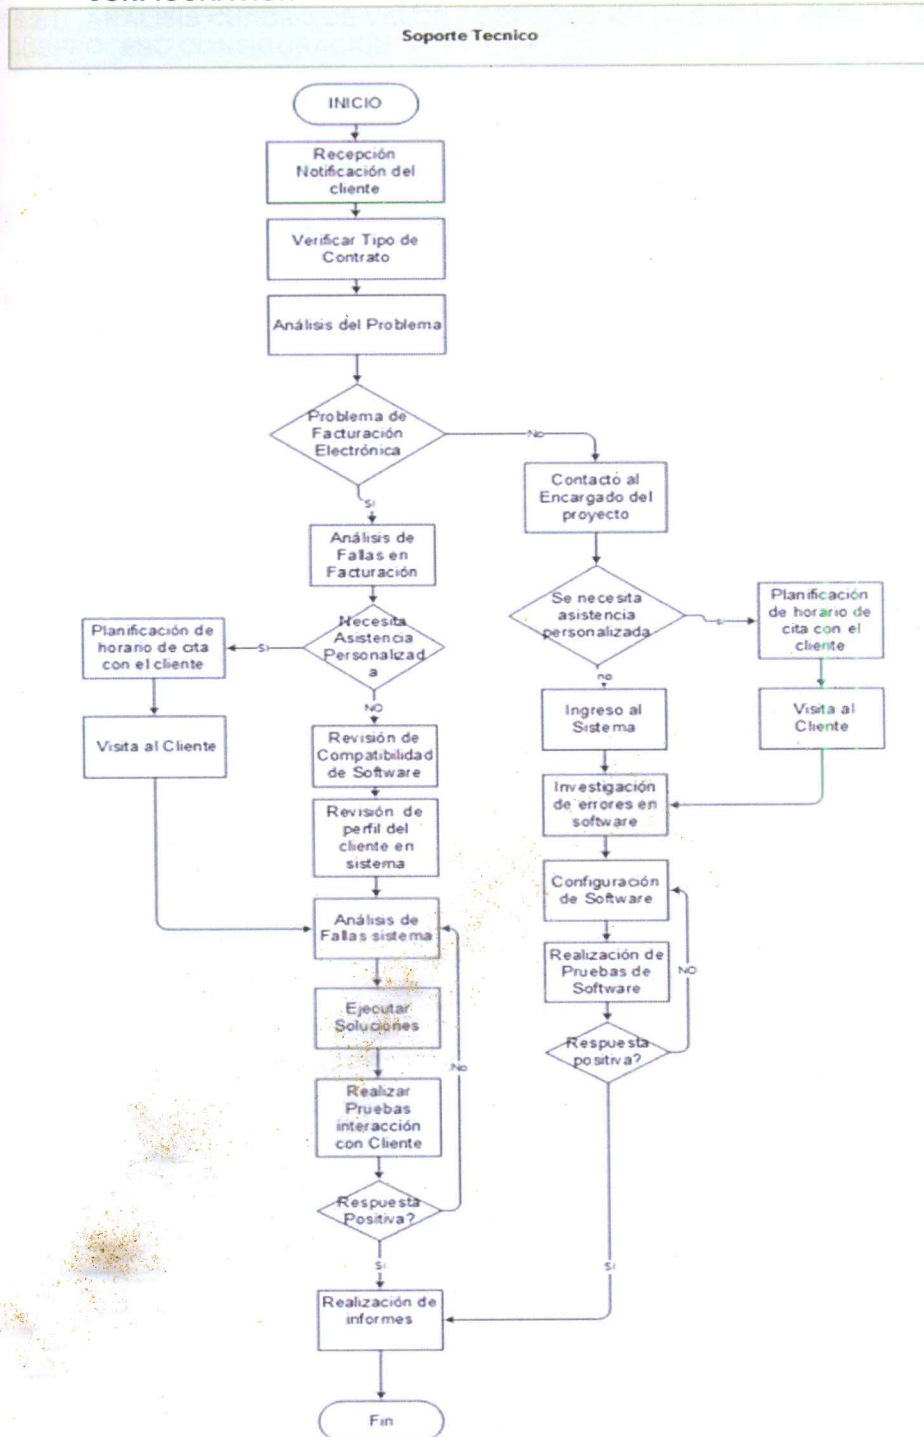 Soporte Tecnico
INICIO
Recepción
Notificación del
cliente
Verificar Tipo de
Contrato
Análisis del Problema
Problema de
Facturación
Electrónica
No
Si
Contacto al
Encargado del
proyecto
Análisis de
Fallas en
Facturación
Se necesita
asistencia
personalizada
si
Planificación
de horario de
cita con el
cliente
Necesita
Asistencia
Personalizad
a
Si
Planificación de
horario de cita
con el cliente
NO
no
Visita al Cliente
Revisión de
Compatibilidad
de Software
Ingreso al
Sistema
Visita al
Cliente
Revisión de
perfil del
cliente en
sistema
Investigación
de errores en
software
Análisis de
Fallas sistema
Configuración
de Software
Realización de
Pruebas de
Software
NO
Ejecutar
Soluciones
Respuesta
positiva?
No
Realizar
Pruebas
interacción
con Cliente
Respuesta
Positiva?
Si
Si
Realización de
informes
Fin